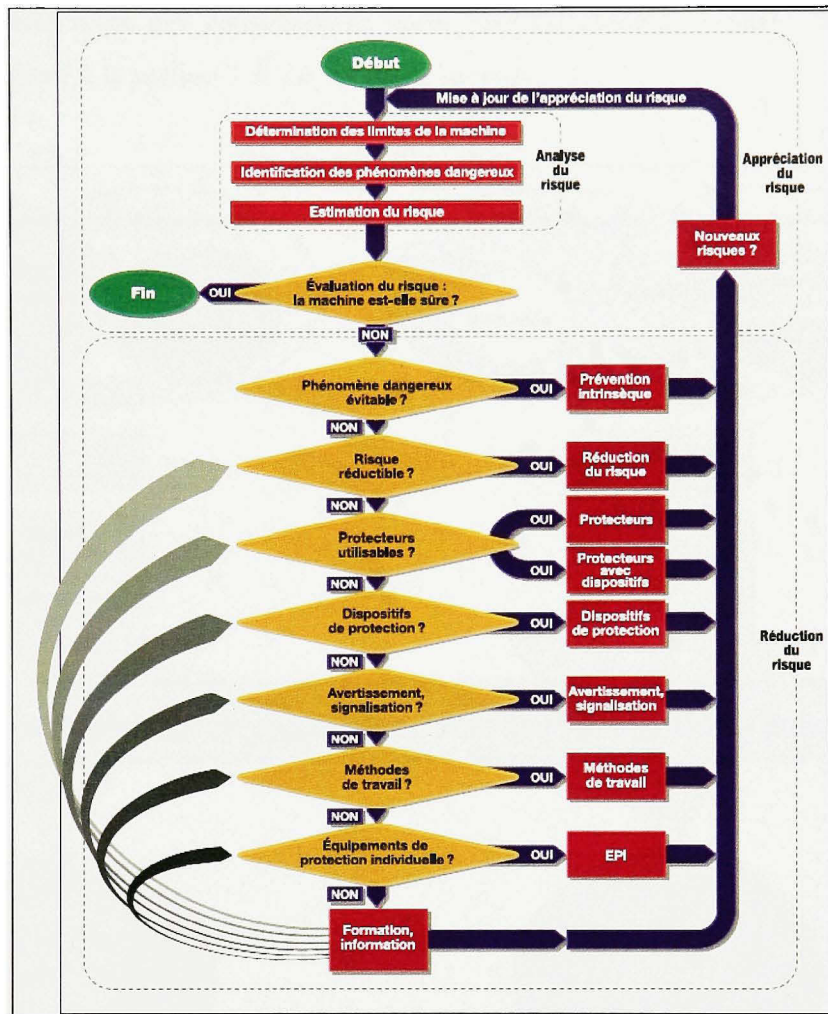 Début
Mise à jour de l'appréciation du risque
Détermination des limites de la machine
Identification des phénomènes dangereux
Estimation du risque
Analyse
du
risque
Appréciation
du
risque
Nouveaux
risques ?
Fin
OUI
Évaluation du risque :
la machine est-elle sûre ?
NON
Phénomène dangereux
évitable ?
OUI
Prévention
intrinsèque
NON
Risque
réductible ?
OUI
Réduction
du risque
NON
Protecteurs
utilisables ?
OUI
Protecteurs
OUI
Protecteurs
avec
dispositifs
NON
Dispositifs
de protection ?
OUI
Dispositifs
de protection
Réduction
du
risque
NON
Avertissement,
signalisation ?
OUI
Avertissement,
signalisation
NON
Méthodes
de travail ?
OUI
Méthodes
de travail
NON
Équipements de
protection individuelle ?
OUI
EPI
NON
Formation,
information